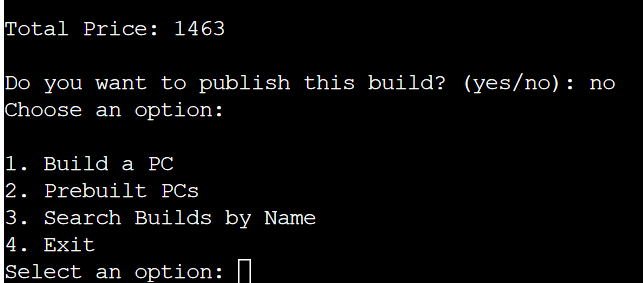 Total Price: 1463
Do you want to publish this build? (yes/no): no
Choose an option:
1. Build a PC
2. Prebuilt PCs
3. Search Builds by Name
4. Exit
Select an option: